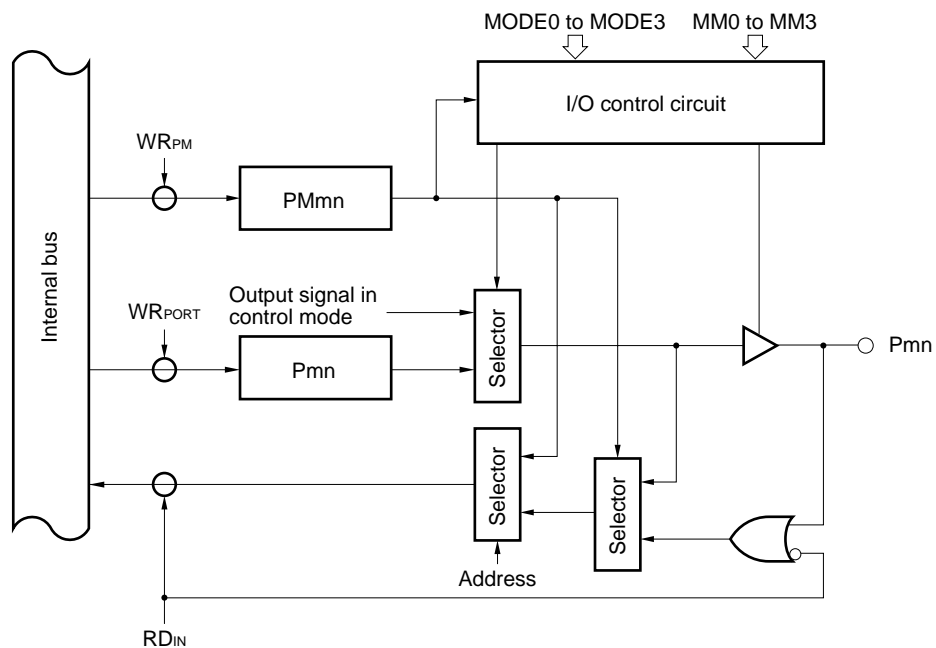 MODE0 to MODE3
MM0 to MM3
I/O control circuit
WRPM
PMmn
Internal bus
Output signal in
control mode
WRPORT
Pmn
Selector
Pmn
Selector
Selector
Address
RDIN